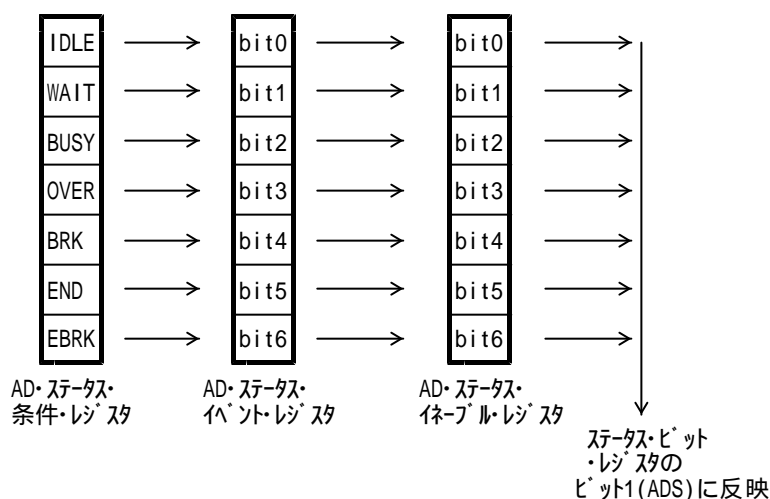 IDLE bit0 bit0
WAIT bit1 bit1
BUSY bit2 bit2
OVER bit3 bit3
BRK bit4 bit4
END bit5 bit5
EBRK bit6 bit6
AD・ステータス・
条件・レジスタ
AD・ステータス・
イベント・レジスタ
AD・ステータス・
イネーブル・レジスタ
ステータス・ビット
・レジスタの
ビット1(ADS)に反映